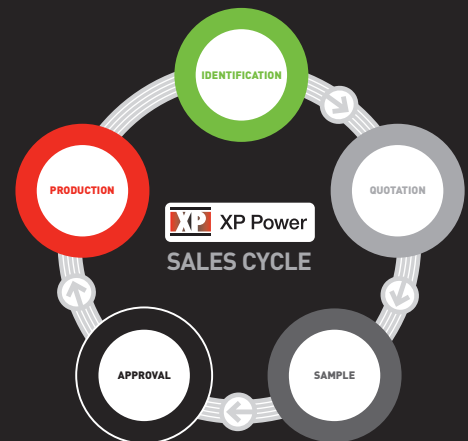 IDENTIFICATION
PRODUCTION
QUOTATION
XP XP Power
SALES CYCLE
APPROVAL
SAMPLE